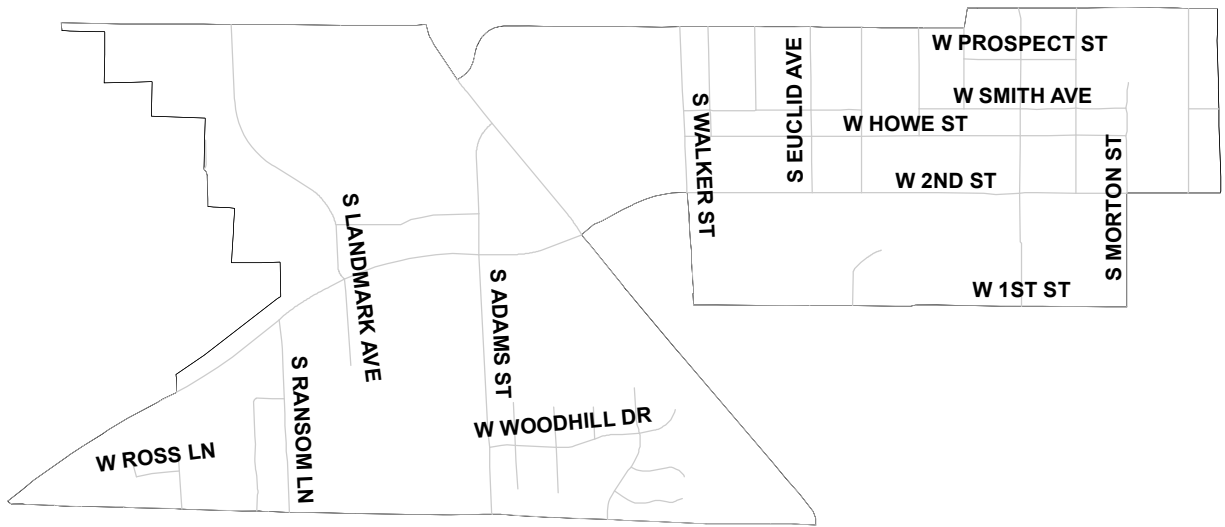 W PROSPECT ST
W SMITH AVE
W HOWE ST
S EUCLID AVE
S WALKER ST
W 2ND ST
S MORTON ST
W 1ST ST
S LANDMARK AVE
S ADAMS ST
S RANSOM LN
W WOODHILL DR
W ROSS LN